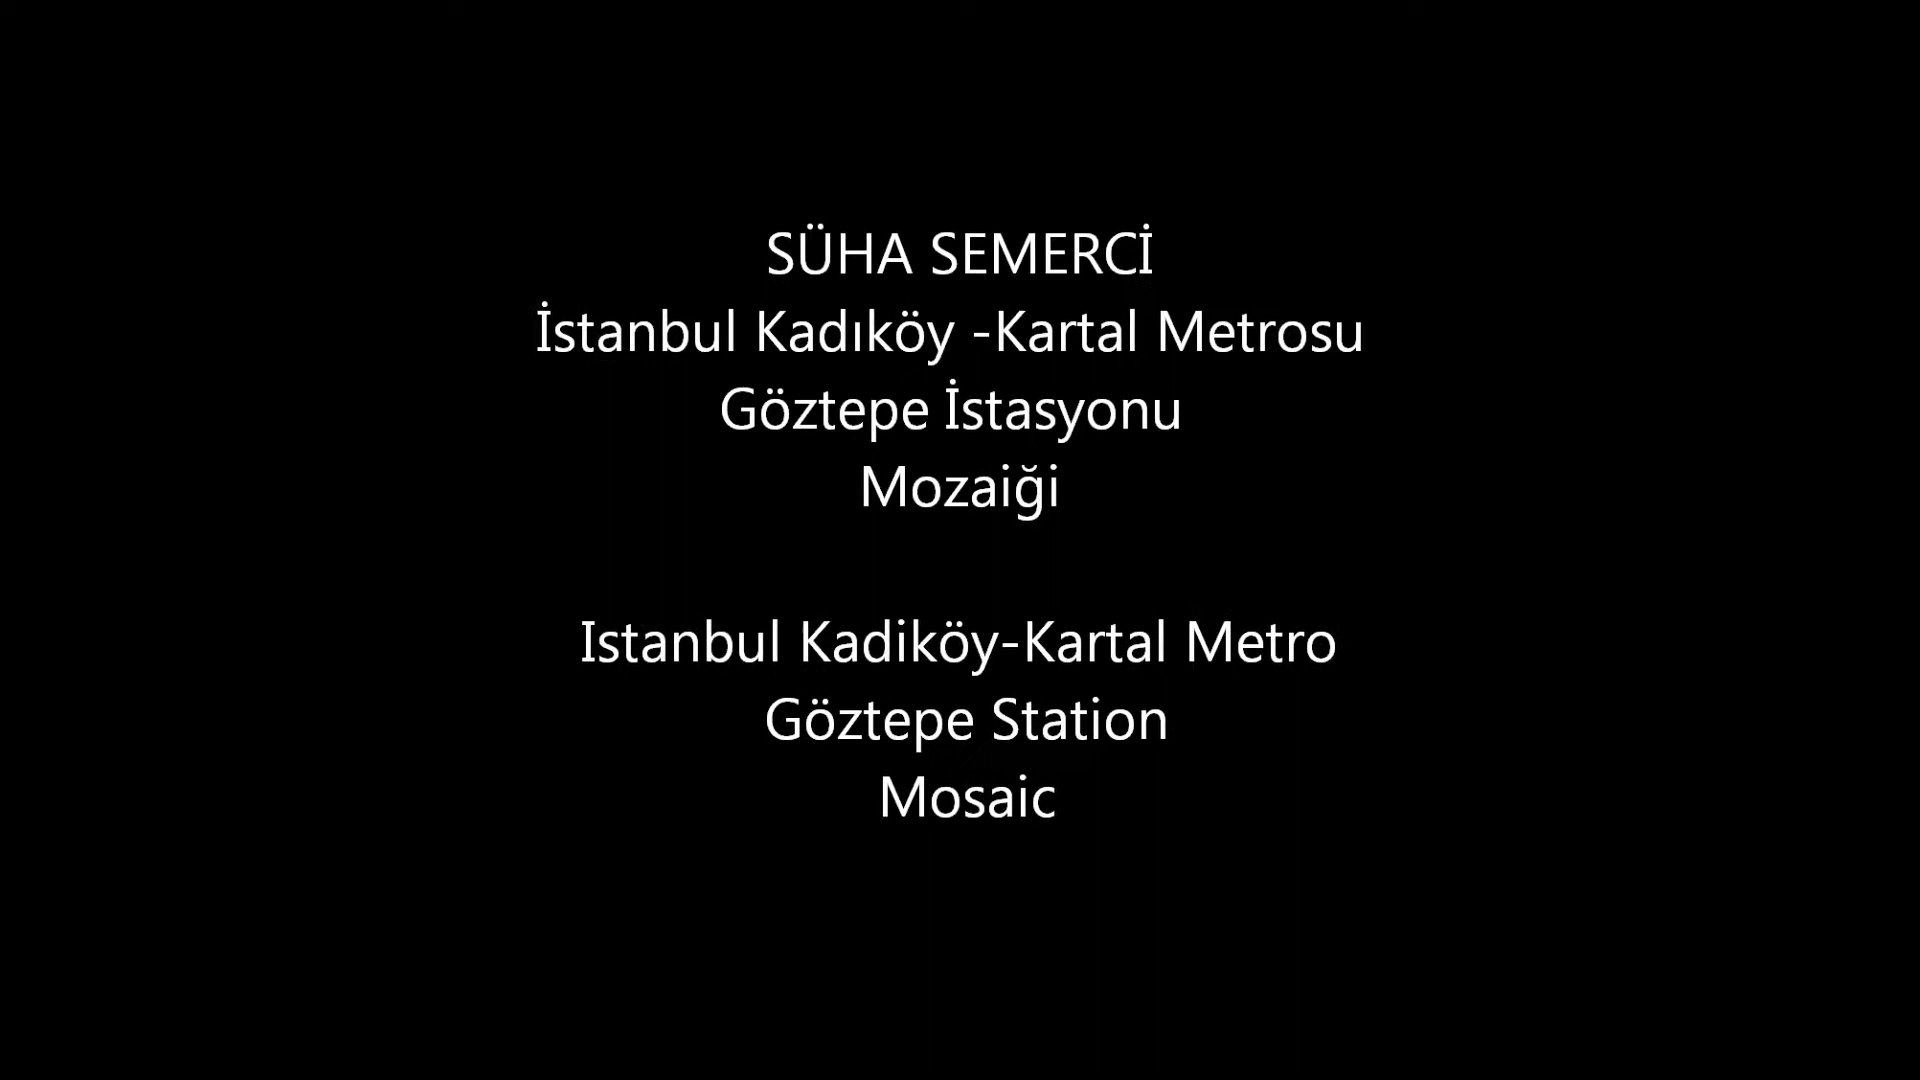 SÜHA SEMERCİ
İstanbul Kadıköy -Kartal Metrosu
Göztepe İstasyonu
Mozaiği
Istanbul Kadiköy-Kartal Metro
Göztepe Station
Mosaic